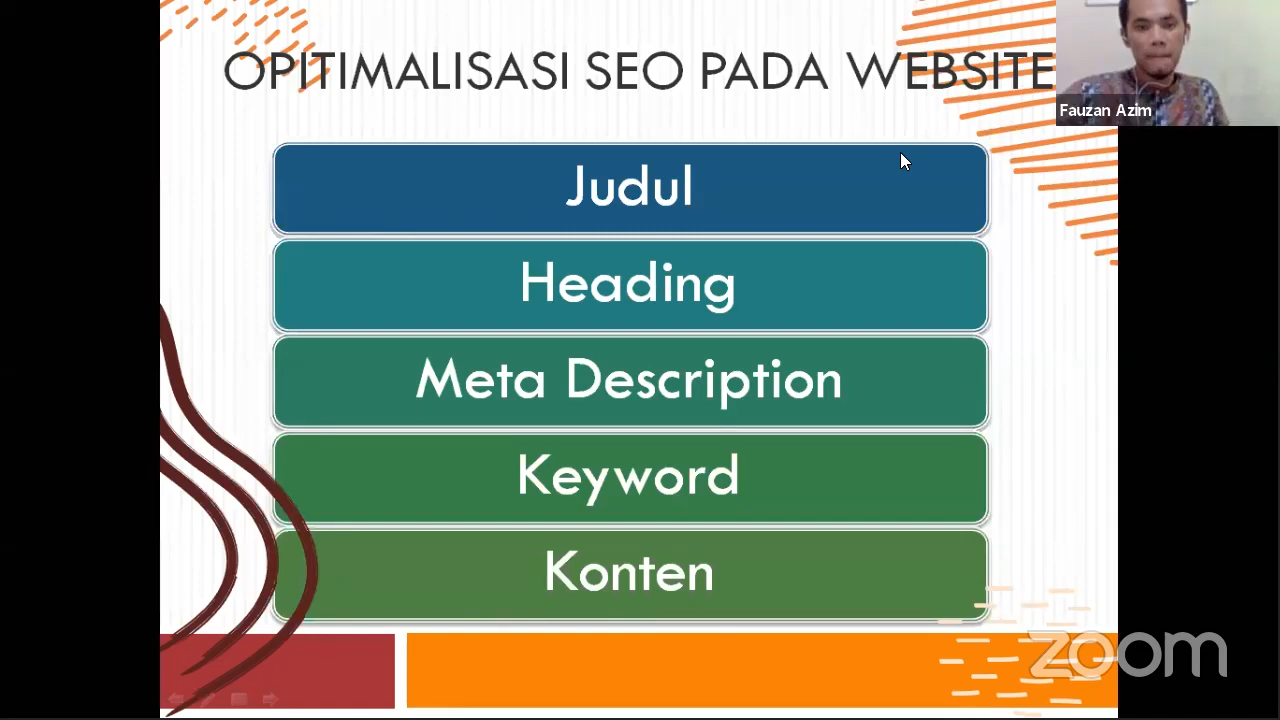 OPITIMALISASI SEO PADA WEBSITE
Fauzan Azim
Judul
Heading
Meta Description
Keyword
Konten
zoom